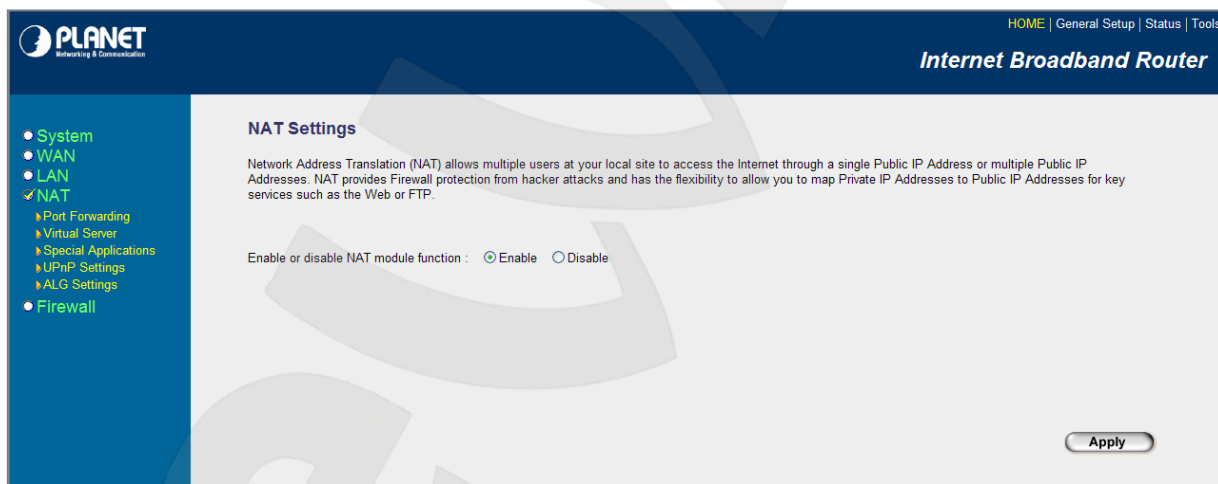 PLANET
Networking & Communication
HOME | General Setup | Status | Tools
Internet Broadband Router
System
WAN
LAN
NAT
Port Forwarding
Virtual Server
Special Applications
UPnP Settings
ALG Settings
Firewall
NAT Settings
Network Address Translation (NAT) allows multiple users at your local site to access the Internet through a single Public IP Address or multiple Public IP
Addresses. NAT provides Firewall protection from hacker attacks and has the flexibility to allow you to map Private IP Addresses to Public IP Addresses for key
services such as the Web or FTP.
Enable or disable NAT module function : Enable Disable
Apply